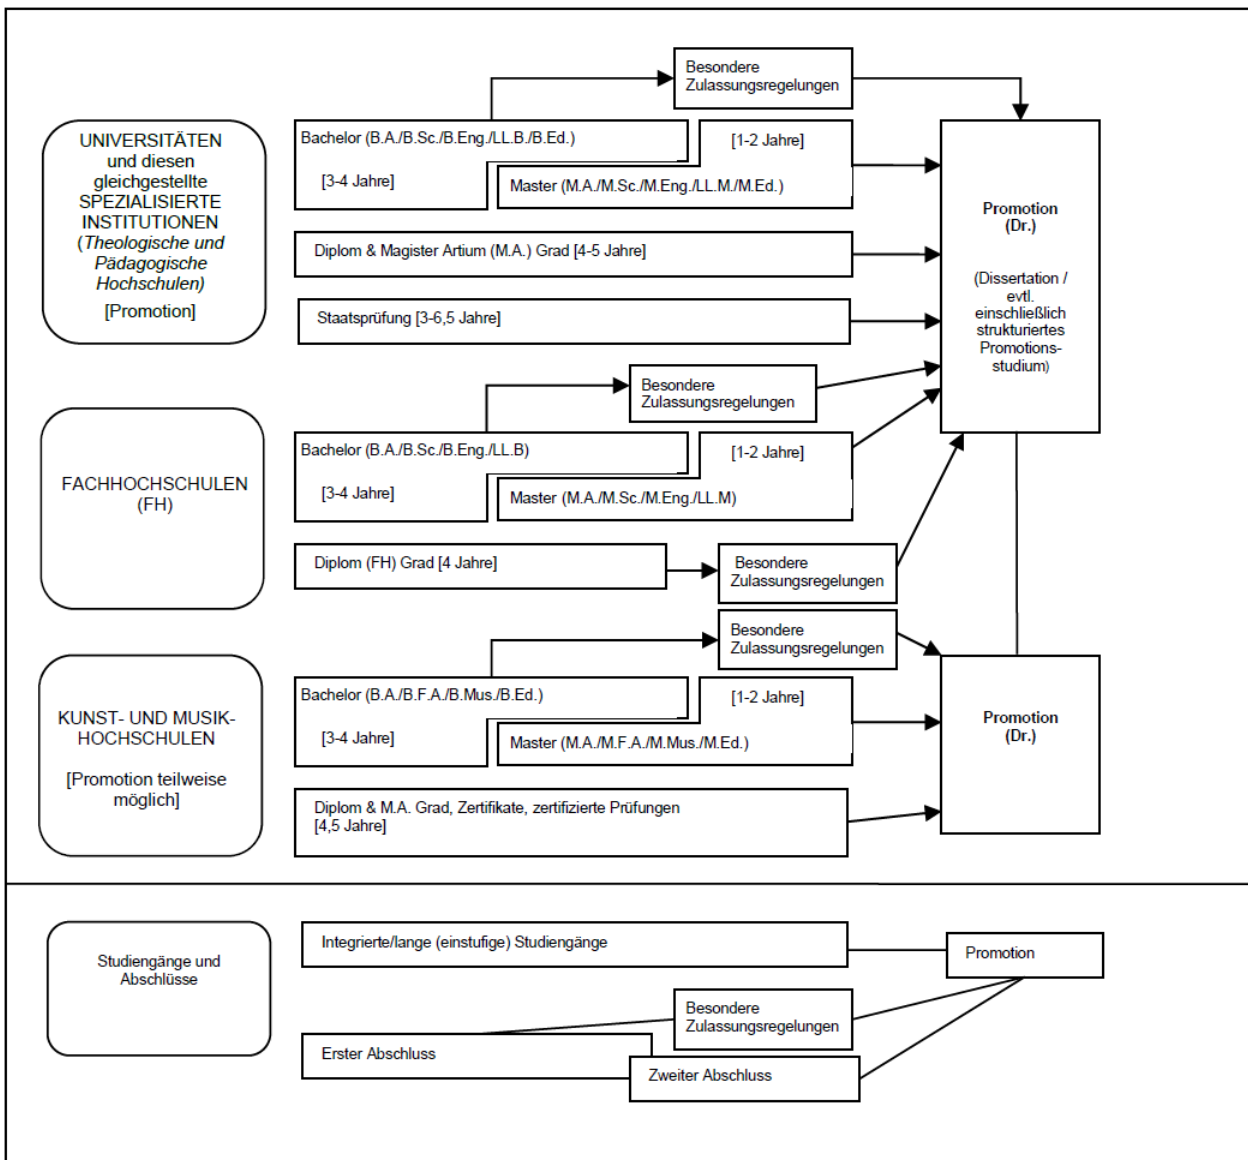 Besondere
Zulassungsregelungen
UNIVERSITÄTEN
und diesen
gleichgestellte
SPEZIALISIERTE
INSTITUTIONEN
(Theologische und
Pädagogische
Hochschulen)
[Promotion]
Bachelor (B.A./B.Sc./B.Eng./LL.B./B.Ed.)
[1-2 Jahre]
[3-4 Jahre]
Master (M.A./M.Sc./M.Eng./LL.M./M.Ed.)
Diplom & Magister Artium (M.A.) Grad [4-5 Jahre]
Staatsprüfung [3-6,5 Jahre]
Promotion
(Dr.)
(Dissertation /
evtl.
einschließlich
strukturiertes
Promotions-
studium)
Besondere
Zulassungsregelungen
FACHHOCHSCHULEN
(FH)
Bachelor (B.A./B.Sc./B.Eng./LL.B)
[1-2 Jahre]
[3-4 Jahre]
Master (M.A./M.Sc./M.Eng./LL.M)
Diplom (FH) Grad [4 Jahre]
Besondere
Zulassungsregelungen
Besondere
Zulassungsregelungen
KUNST- UND MUSIK-
HOCHSCHULEN
[Promotion teilweise
möglich]
Bachelor (B.A./B.F.A./B.Mus./B.Ed.)
[1-2 Jahre]
[3-4 Jahre]
Master (M.A./M.F.A./M.Mus./M.Ed.)
Diplom & M.A. Grad, Zertifikate, zertifizierte Prüfungen
[4,5 Jahre]
Promotion
(Dr.)
Studiengänge und
Abschlüsse
Integrierte/lange (einstufige) Studiengänge
Promotion
Besondere
Zulassungsregelungen
Erster Abschluss
Zweiter Abschluss